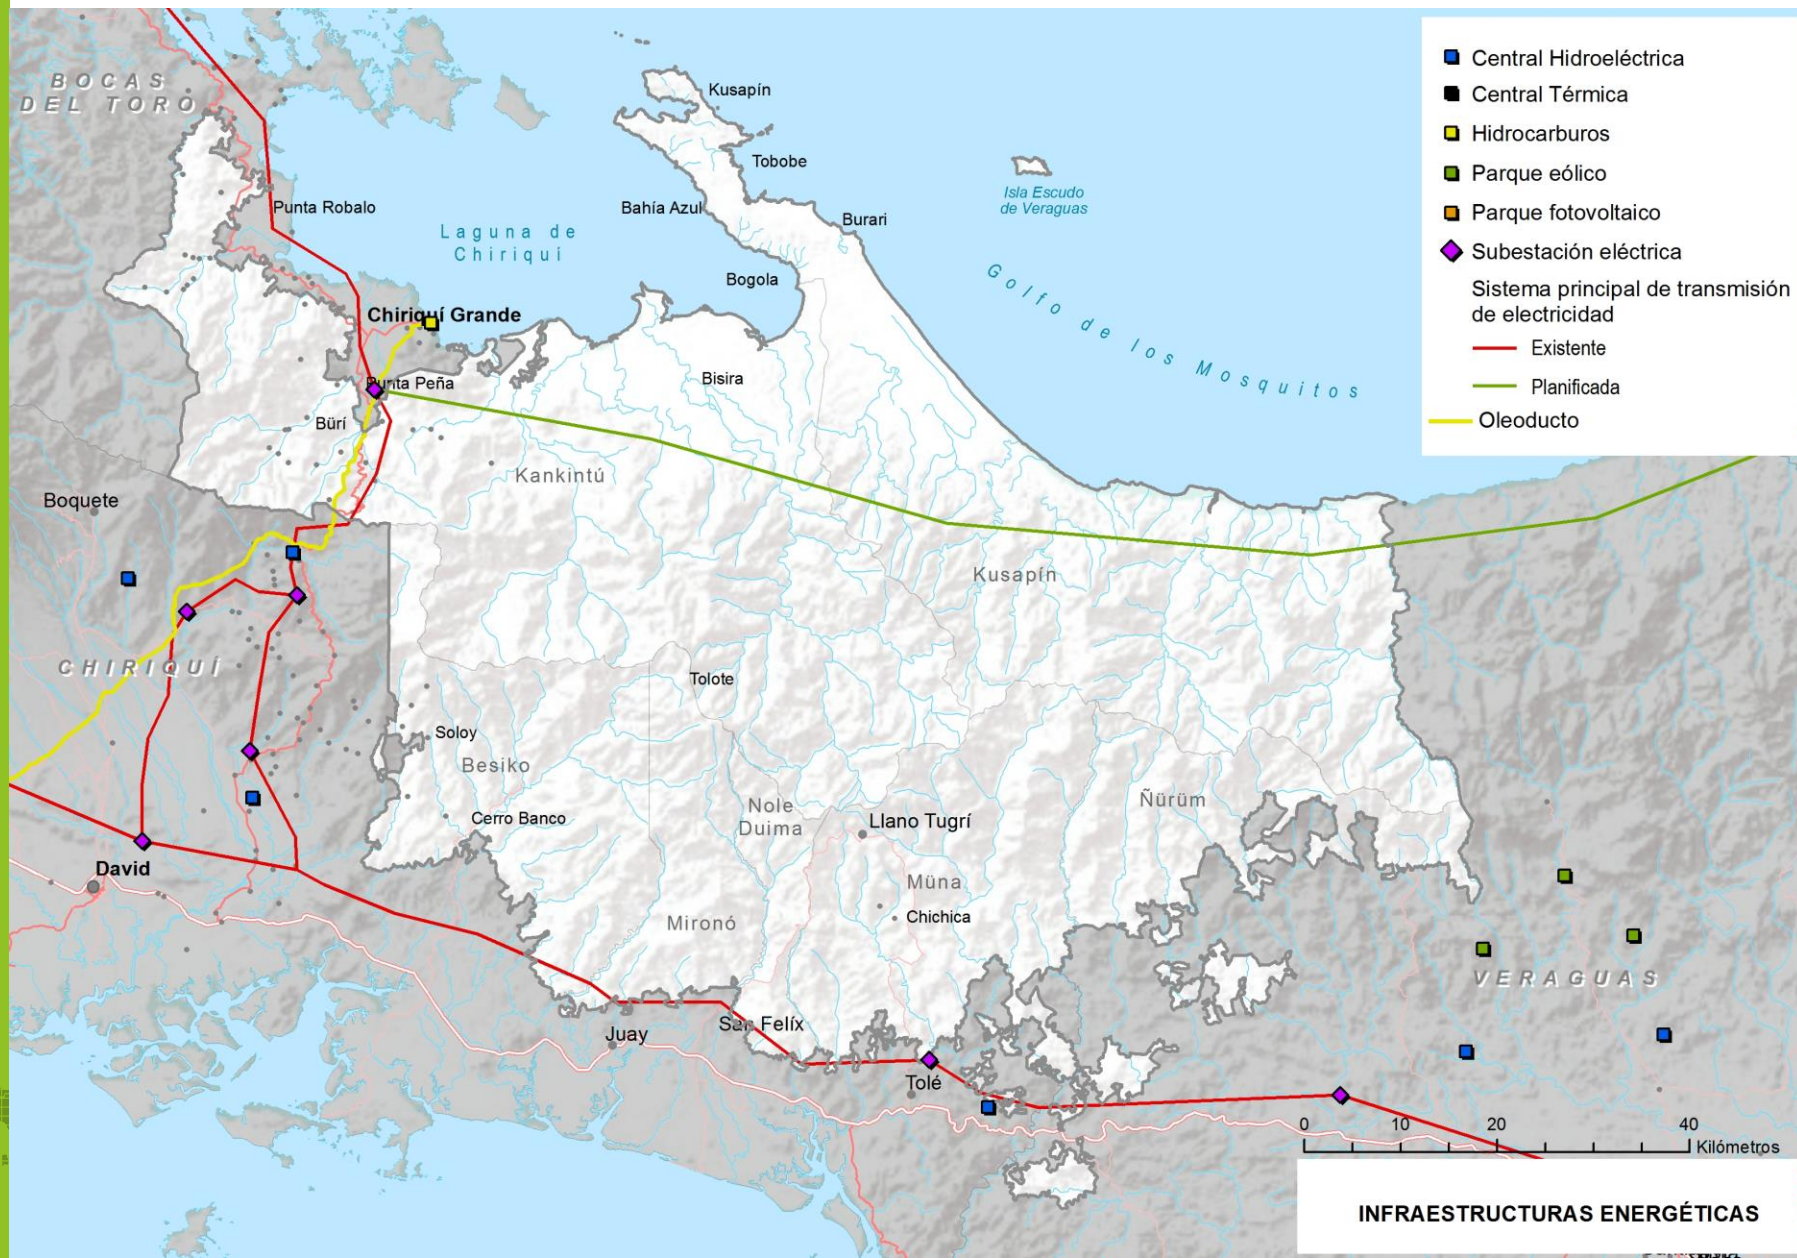 BOCAS
DEL TORO
Kusapín
Tobobe
Punta Robalo
Bahía Azul
Burari
Isla Escudo
de Veraguas
Laguna de
Chiriquí
Bogola
Golfo de los Mosquitos
Chiriquí Grande
Punta Peña
Bisira
Bürí
Kankintú
Boquete
Kusapín
CHIRIQUÍ
Tolote
Soloy
Besiko
Nole
Duima
Ñürüm
Cerro Banco
Llano Tugrí
David
Müna
Chichica
Mironó
VERAGUAS
Juay
San Felíx
Tolé
Central Hidroeléctrica
Central Térmica
Hidrocarburos
Parque eólico
Parque fotovoltaico
Subestación eléctrica
Sistema principal de transmisión
de electricidad
Existente
Planificada
Oleoducto
0 10 20 40
Kilómetros
INFRAESTRUCTURAS ENERGÉTICAS